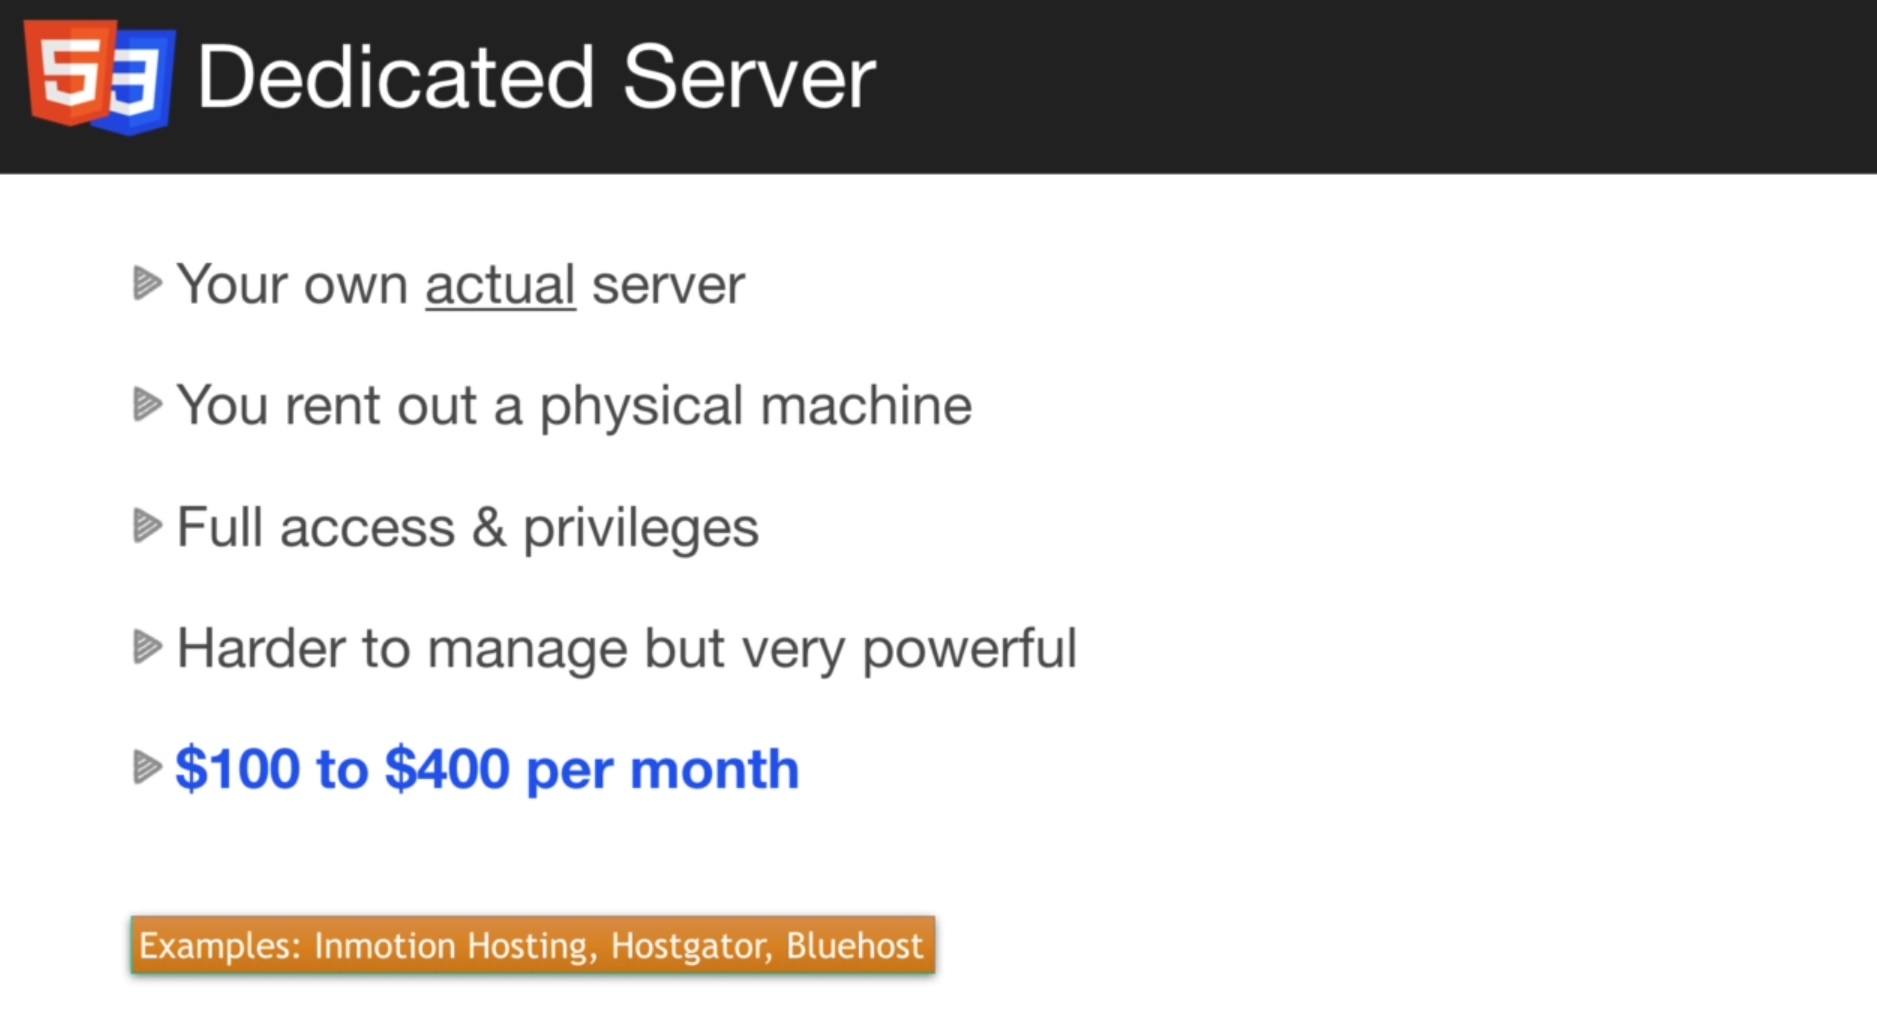 Dedicated Server
Your own actual server
You rent out a physical machine
Full access & privileges
Harder to manage but very powerful
$100 to $400 per month
Examples: Inmotion Hosting, Hostgator, Bluehost